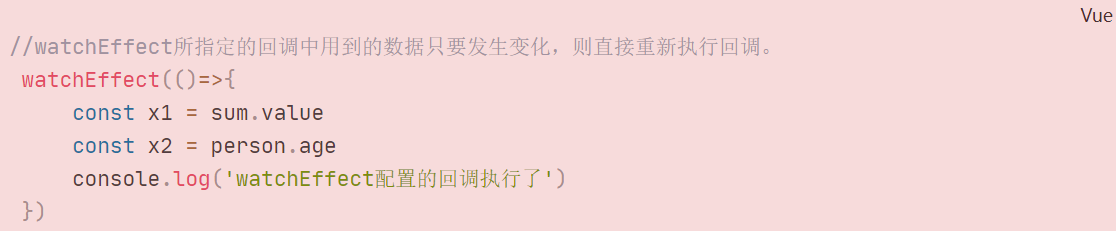 Vue
//watchEffect所指定的回调中用到的数据只要发生变化，则直接重新执行回调。
watchEffect(()=>{
    const x1 = sum.value
    const x2 = person.age
    console.log('watchEffect配置的回调执行了')
})